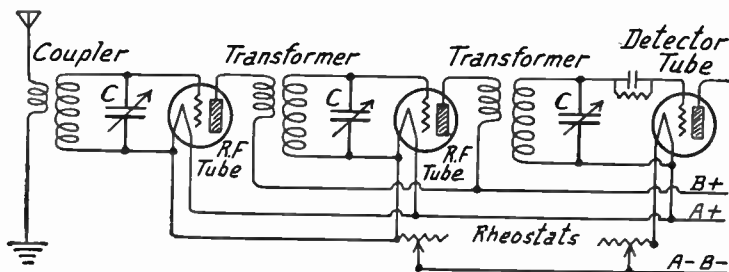 Coupler
Transformer
Transformer
Detector
Tube
C
C
C
R.F.
Tube
R.F.
Tube
B+
A+
Rheostats
A- B-